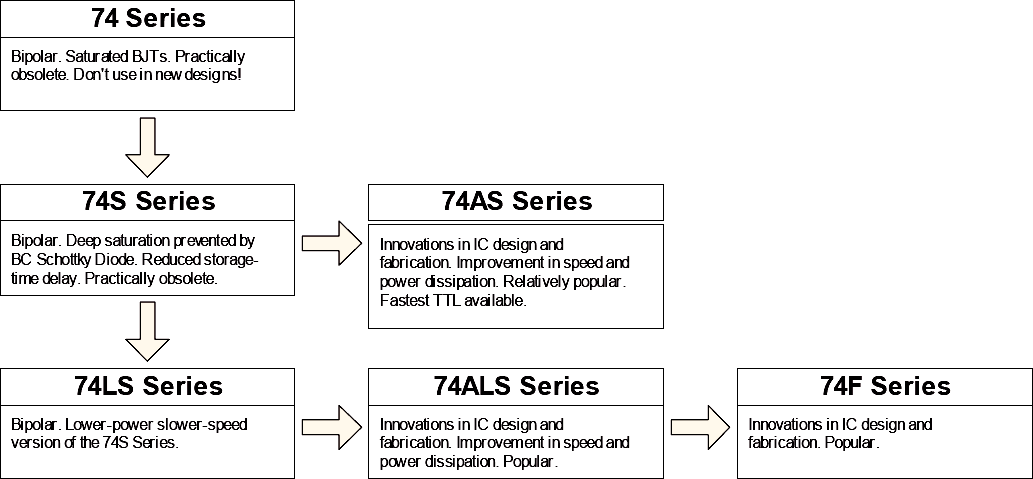 74 Series
Bipolar. Saturated BJTs. Practically
obsolete. Don't use in new designs!
74S Series
Bipolar. Deep saturation prevented by
BC Schottky Diode. Reduced storage-
time delay. Practically obsolete.
74AS Series
Innovations in IC design and
fabrication. Improvement in speed and
power dissipation. Relatively popular.
Fastest TTL available.
74LS Series
Bipolar. Lower-power slower-speed
version of the 74S Series.
74ALS Series
Innovations in IC design and
fabrication. Improvement in speed and
power dissipation. Popular.
74F Series
Innovations in IC design and
fabrication. Popular.